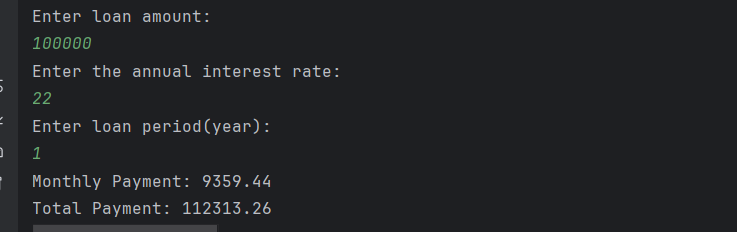 Enter loan amount:
100000
Enter the annual interest rate:
22
Enter loan period(year):
1
Monthly Payment: 9359.44
Total Payment: 112313.26